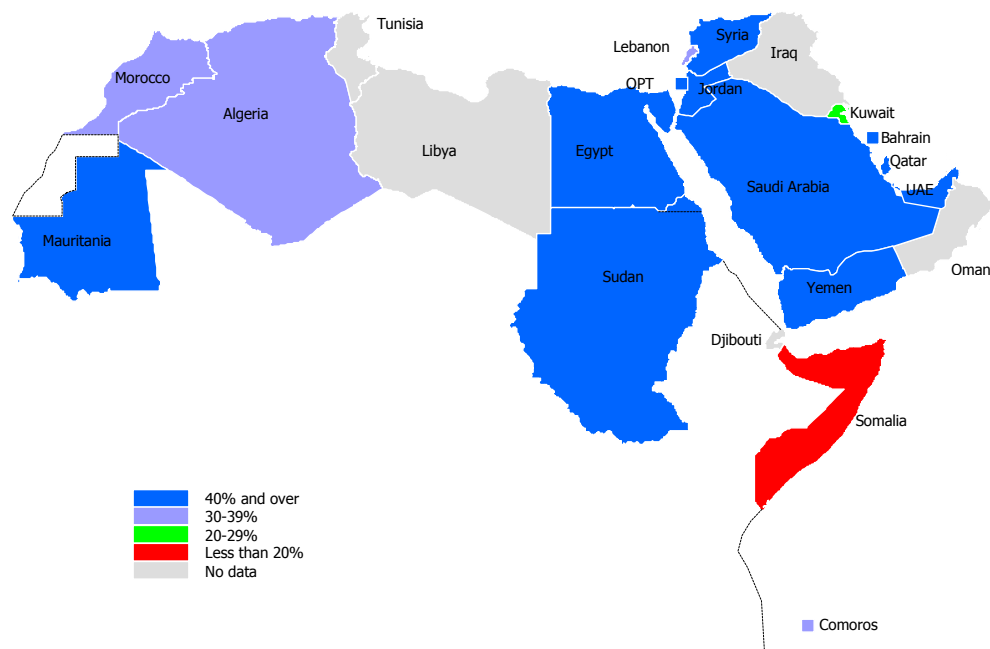 Tunisia
Syria
Lebanon
Iraq
Morocco
OPT
Jordan
Algeria
Kuwait
Bahrain
Libya
Egypt
Qatar
Saudi Arabia
UAE
Mauritania
Oman
Sudan
Yemen
Djibouti
Somalia
40% and over
30-39%
20-29%
Less than 20%
No data
Comoros